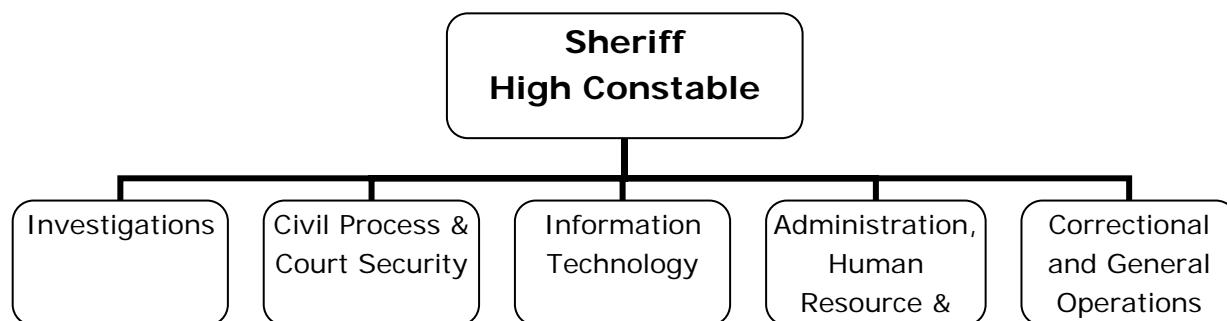 Sheriff
High Constable
Investigations
Civil Process &
Court Security
Information
Technology
Administration,
Human
Resource &
Correctional
and General
Operations